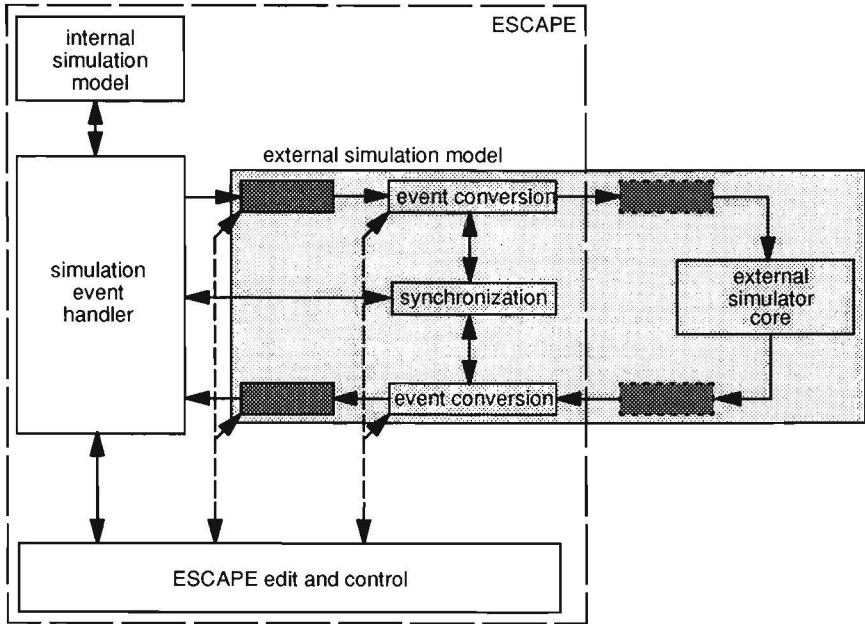 ESCAPE
internal
simulation
model
external simulation model
event conversion
simulation
event
handler
synchronization
external
simulator
core
event conversion
ESCAPE edit and control